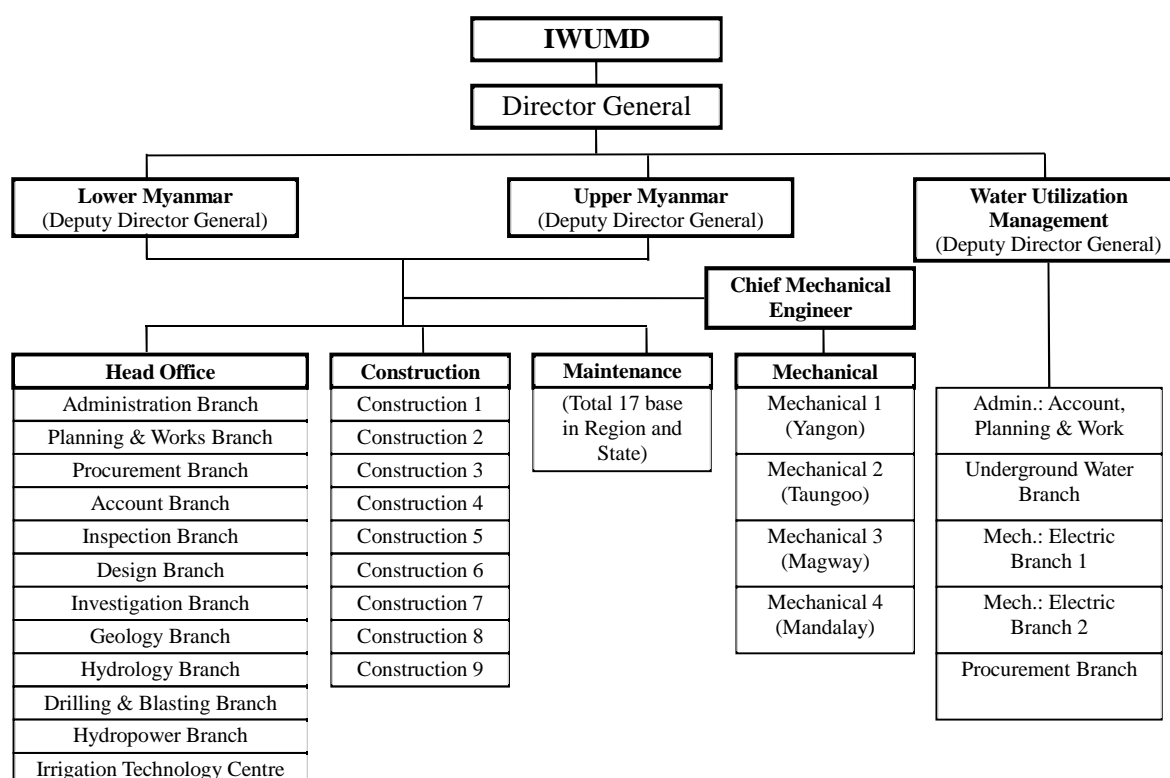 IWUMD
Director General
Lower Myanmar
(Deputy Director General)
Upper Myanmar
(Deputy Director General)
Water Utilization
Management
(Deputy Director General)
Chief Mechanical
Engineer
Head Office
Administration Branch
Planning & Works Branch
Procurement Branch
Account Branch
Inspection Branch
Design Branch
Investigation Branch
Geology Branch
Hydrology Branch
Drilling & Blasting Branch
Hydropower Branch
Irrigation Technology Centre
Construction
Construction 1
Construction 2
Construction 3
Construction 4
Construction 5
Construction 6
Construction 7
Construction 8
Construction 9
Maintenance
(Total 17 base
in Region and
State)
Mechanical
Mechanical 1
(Yangon)
Mechanical 2
(Taungoo)
Mechanical 3
(Magway)
Mechanical 4
(Mandalay)
Admin.: Account,
Planning & Work
Underground Water
Branch
Mech.: Electric
Branch 1
Mech.: Electric
Branch 2
Procurement Branch